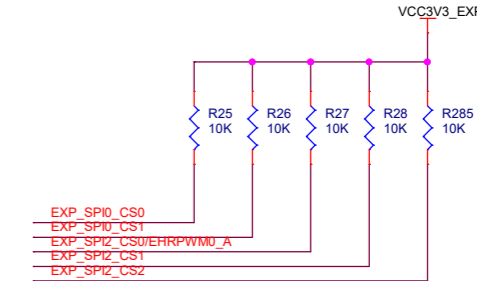 VCC3V3_EXP
R25 R26 R27 R28 R285
10K 10K 10K 10K 10K
EXP_SPI0_CS0
EXP_SPI0_CS1
EXP_SPI2_CS0/EHRPWM0_A
EXP_SPI2_CS1
EXP_SPI2_CS2